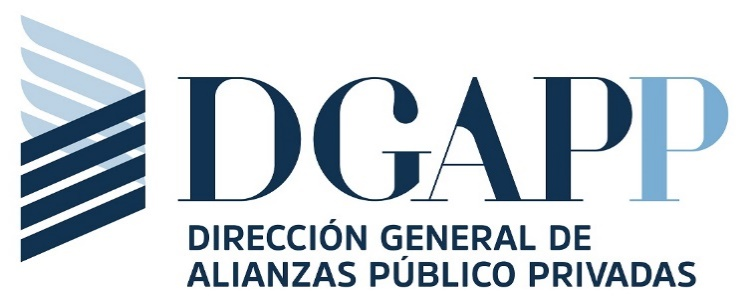 DGAPP
DIRECCIÓN GENERAL DE
ALIANZAS PÚBLICO PRIVADAS